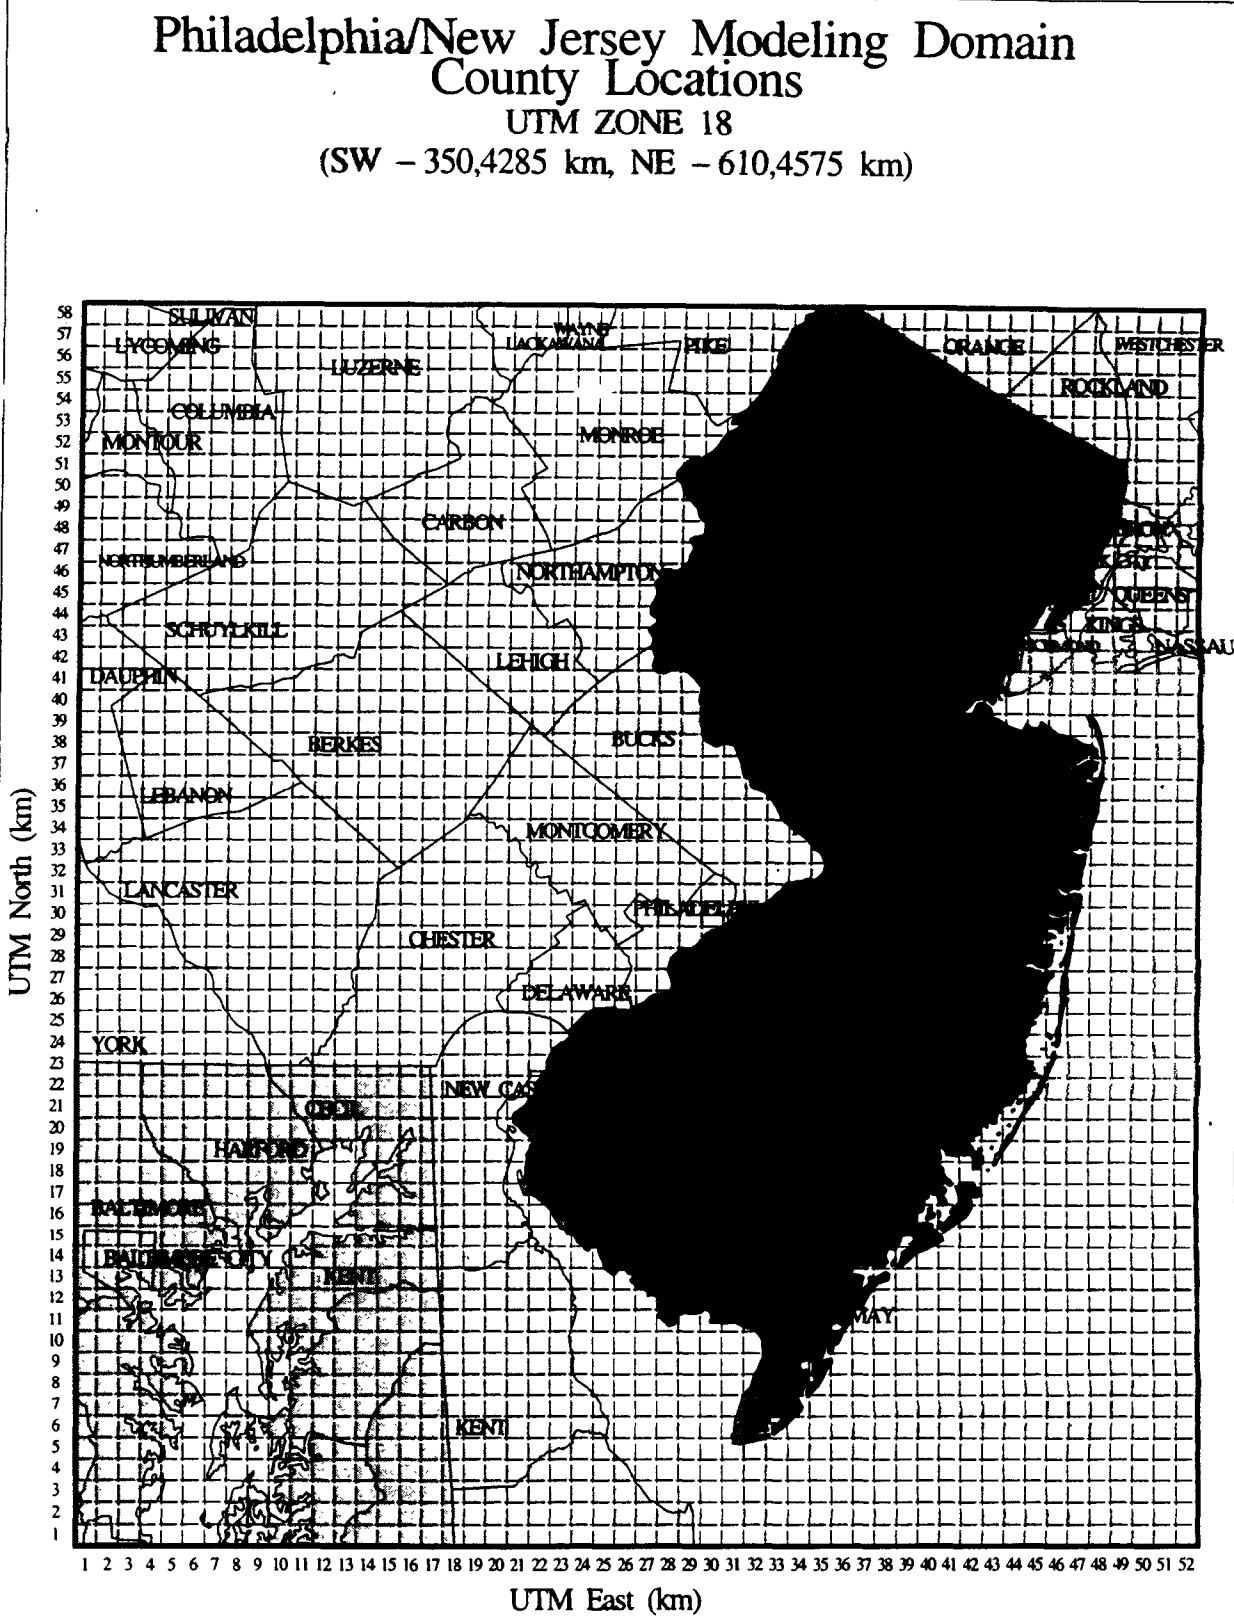 Philadelphia/New Jersey Modeling Domain
County Locations
UTM ZONE 18
(SW – 350,4285 km, NE – 610,4575 km)
UTM North (km)
58
57
56
55
54
53
52
51
50
49
48
47
46
45
44
43
42
41
40
39
38
37
36
35
34
33
32
31
30
29
28
27
26
25
24
23
22
21
20
19
18
17
16
15
14
13
12
11
10
9
8
7
6
5
4
3
2
1
SULLIVAN
WAYNE
LYCOMING
LACKAWANA
PIKE
ORANGE
WESTCHESTER
LUZERNE
ROCKLAND
COLUMBIA
MONTOUR
MONROE
CARBON
NORTHUMBERLAND
NORTHAMPTON
QUEENS
SCHUYLKILL
KINGS
RICHMOND
NASSAU
LEHIGH
DAUPHIN
BERKES
BUCKS
LEBANON
MONTGOMERY
LANCASTER
CHESTER
DELAWARE
YORK
NEW CAS
CECIL
HARFORD
BALTIMORE
BALTIMORE CITY
KENT
MAY
KENT
1 2 3 4 5 6 7 8 9 10 11 12 13 14 15 16 17 18 19 20 21 22 23 24 25 26 27 28 29 30 31 32 33 34 35 36 37 38 39 40 41 42 43 44 45 46 47 48 49 50 51 52
UTM East (km)